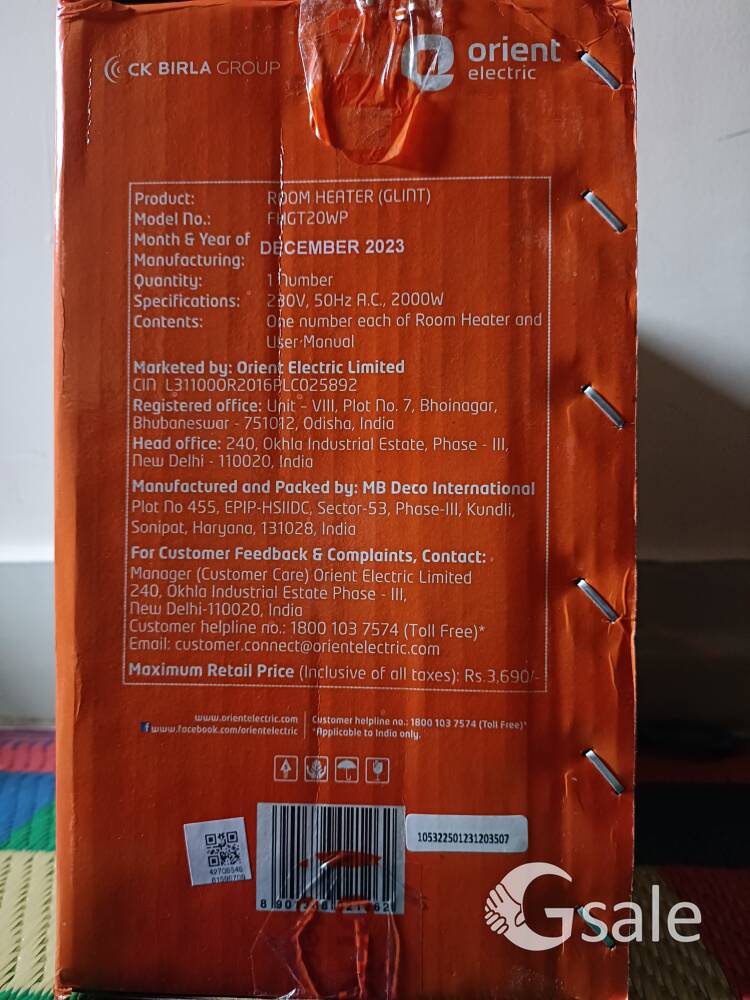 CK BIRLA GROUP
orient
electric
Product: ROOM HEATER (GLINT)
Model No.: FHGT20WP
Month & Year of
Manufacturing: DECEMBER 2023
Quantity: 1 Number
Specifications: 230V, 50Hz A.C., 2000W
Contents: One number each of Room Heater and
User Manual
Marketed by: Orient Electric Limited
CIN L311000R2016PLC025892
Registered office: Unit - VIII, Plot No. 7, Bhoinagar,
Bhubaneswar - 751012, Odisha, India
Head office: 240, Okhla Industrial Estate, Phase - III,
New Delhi - 110020, India
Manufactured and Packed by: MB Deco International
Plot No 455, EPIP-HSIIDC, Sector-53, Phase-III, Kundli,
Sonipat, Haryana, 131028, India
For Customer Feedback & Complaints, Contact:
Manager (Customer Care) Orient Electric Limited
240, Okhla Industrial Estate Phase - III,
New Delhi-110020, India
Customer helpline no.: 1800 103 7574 (Toll Free)*
Email: customer.connect@orientelectric.com
Maximum Retail Price (Inclusive of all taxes): Rs.3,690/-
www.orientelectric.com
f www.facebook.com/orientelectric
Customer helpline no.: 1800 103 7574 (Toll Free)*
*Applicable to India only.
42706546
105322501231203507
Gsale